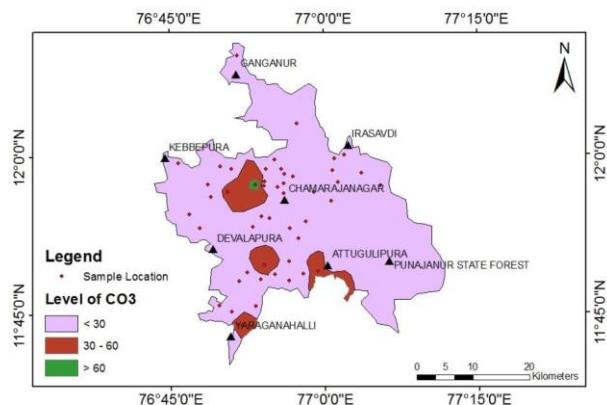 76°45'0"E 77°0'0"E 77°15'0"E
N
GANGANUR
IRASAVDI
KEBBEPURA
12°0'0"N
12°0'0"N
CHAMARAJANAGAR
DEVALAPURA
ATTUGULIPURA
PUNAJANUR STATE FOREST
Legend
Sample Location
Level of CO3
< 30
30 - 60
> 60
11°45'0"N
11°45'0"N
YARAGANAHALLI
0 5 10 20
Kilometers
76°45'0"E 77°0'0"E 77°15'0"E